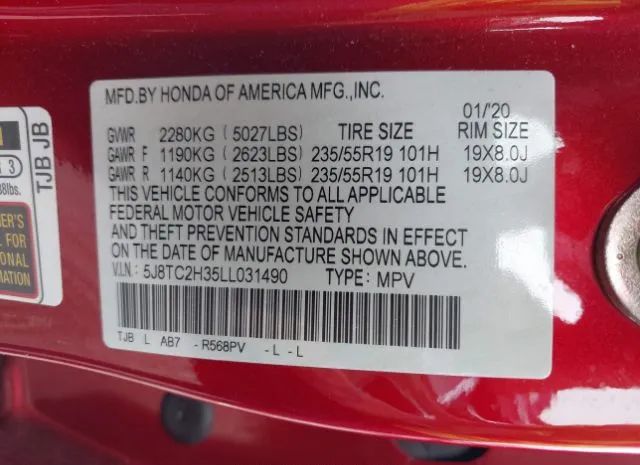 MFD.BY HONDA OF AMERICA MFG.,INC.
01/'20
GVWR 2280KG (5027LBS) TIRE SIZE RIM SIZE
GAWR F 1190KG (2623LBS) 235/55R19 101H 19X8.0J
GAWR R 1140KG (2513LBS) 235/55R19 101H 19X8.0J
THIS VEHICLE CONFORMS TO ALL APPLICABLE
FEDERAL MOTOR VEHICLE SAFETY
AND THEFT PREVENTION STANDARDS IN EFFECT
ON THE DATE OF MANUFACTURE SHOWN ABOVE.
V.I.N.: 5J8TC2H35LL031490 TYPE: MPV
TJB L AB7 -R568PV -L -L
TJB JB
3
lbs.
FOR